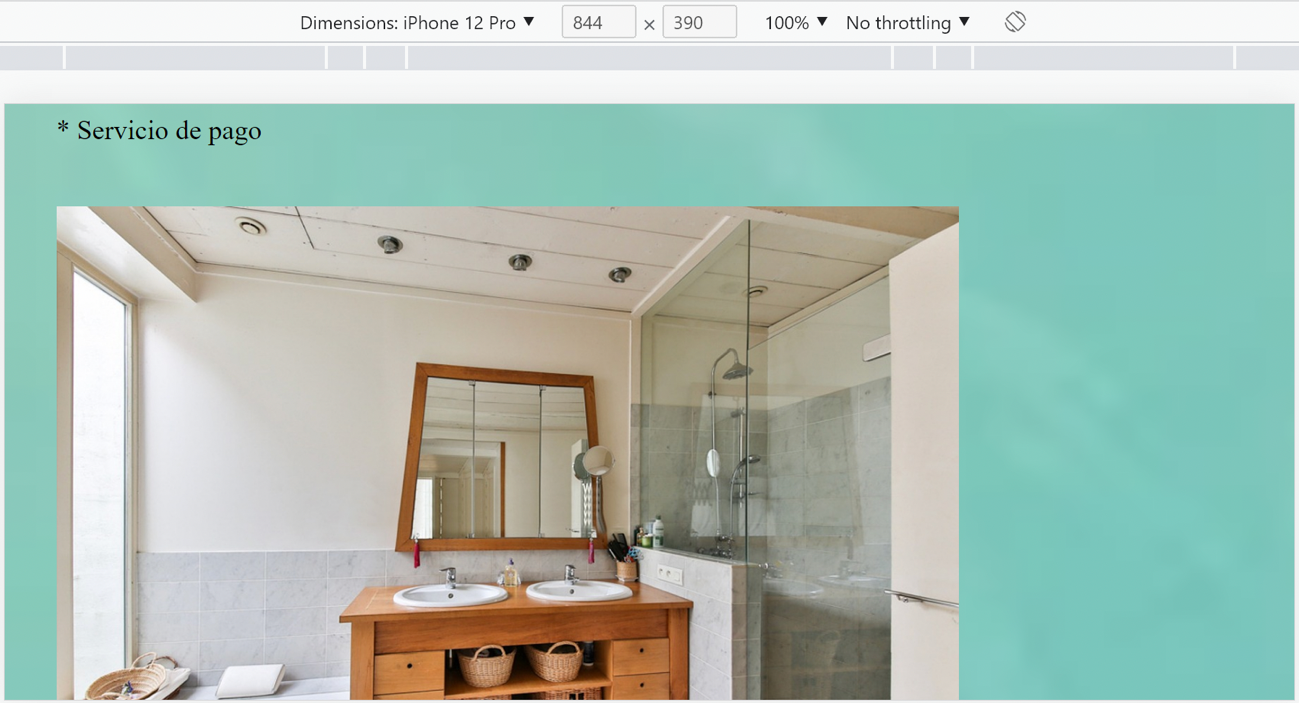 Dimensions: iPhone 12 Pro ▼ 844 × 390 100% ▼ No throttling ▼
* Servicio de pago